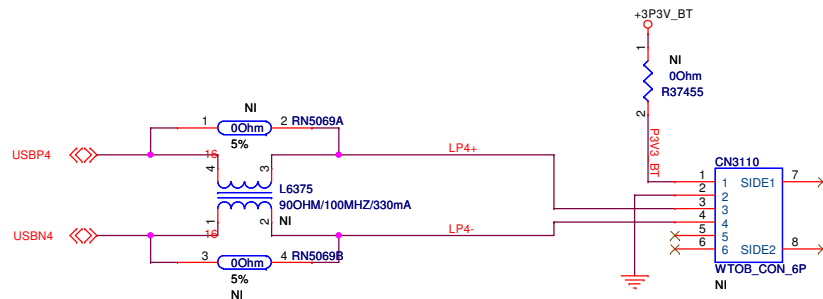 +3P3V_BT
1
NI
0Ohm
R37455
2
P3V3_BT
NI
1 0Ohm 2 RN5069A
5%
USBP4 16 LP4+
4 3
L6375
90OHM/100MHZ/330mA
NI
1 2
USBN4 16 LP4-
3 0Ohm 4 RN5069B
5%
NI
CN3110
1 1 SIDE1 7
2 2
3 3
4 4
5 5
6 6 SIDE2 8
WTOB_CON_6P
NI